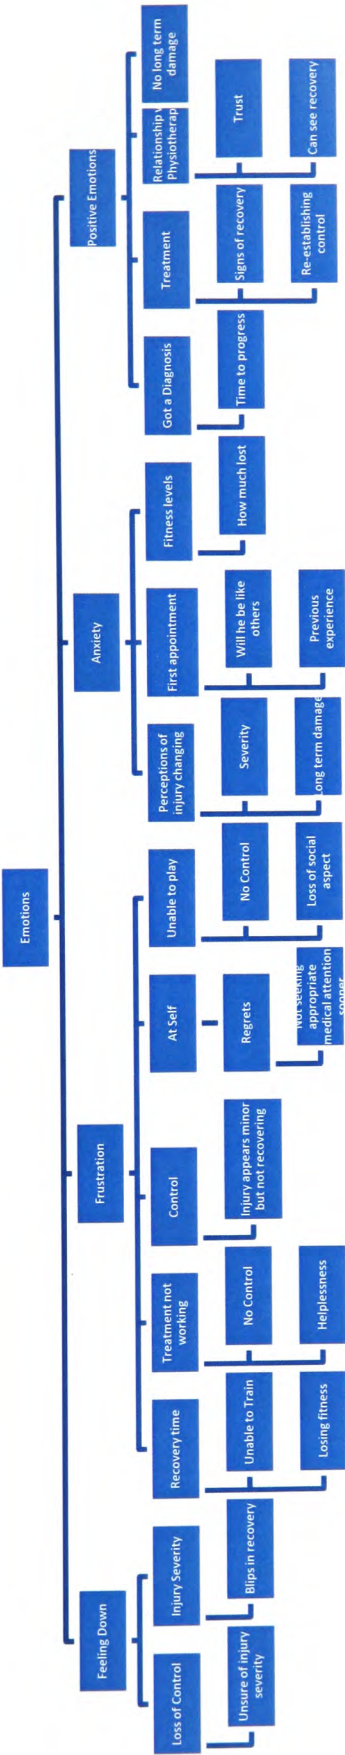 Emotions
Feeling Down
Loss of Control
Unsure of injury
severity
Injury Severity
Blips in recovery
Frustration
Recovery time
Unable to Train
Losing fitness
Treatment not
working
No Control
Helplessness
Control
Injury appears minor
but not recovering
At Self
Regrets
Not seeking
appropriate
medical attention
sooner
Unable to play
No Control
Loss of social
aspect
Anxiety
Perceptions of
injury changing
Severity
Long term damage
First appointment
Will he be like
others
Previous
experience
Fitness levels
How much lost
Positive Emotions
Got a Diagnosis
Time to progress
Treatment
Signs of recovery
Re-establishing
control
Relationship
Physiotherap
Trust
Can see recovery
No long term
damage